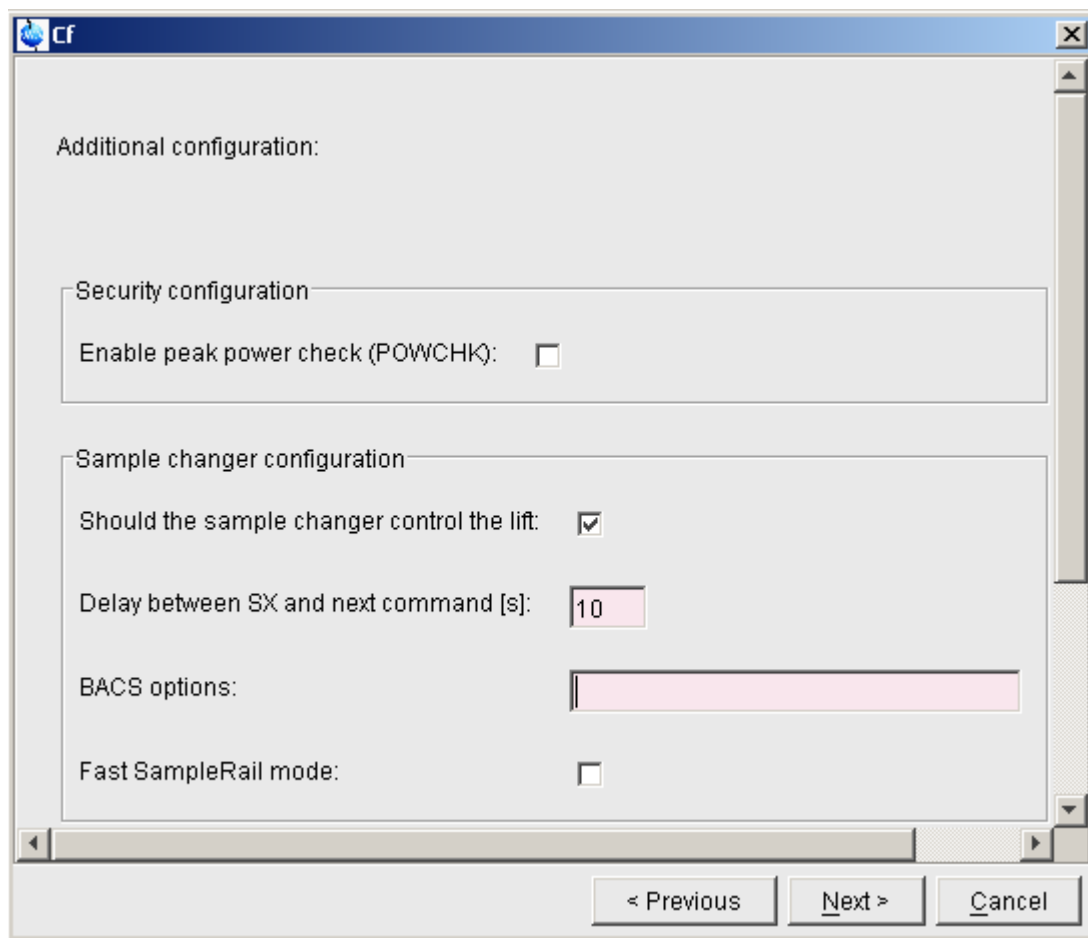 Cf
Additional configuration:
Security configuration
Enable peak power check (POWCHK):
Sample changer configuration
Should the sample changer control the lift:
Delay between SX and next command [s]: 10
BACS options:
Fast SampleRail mode:
< Previous Next > Cancel